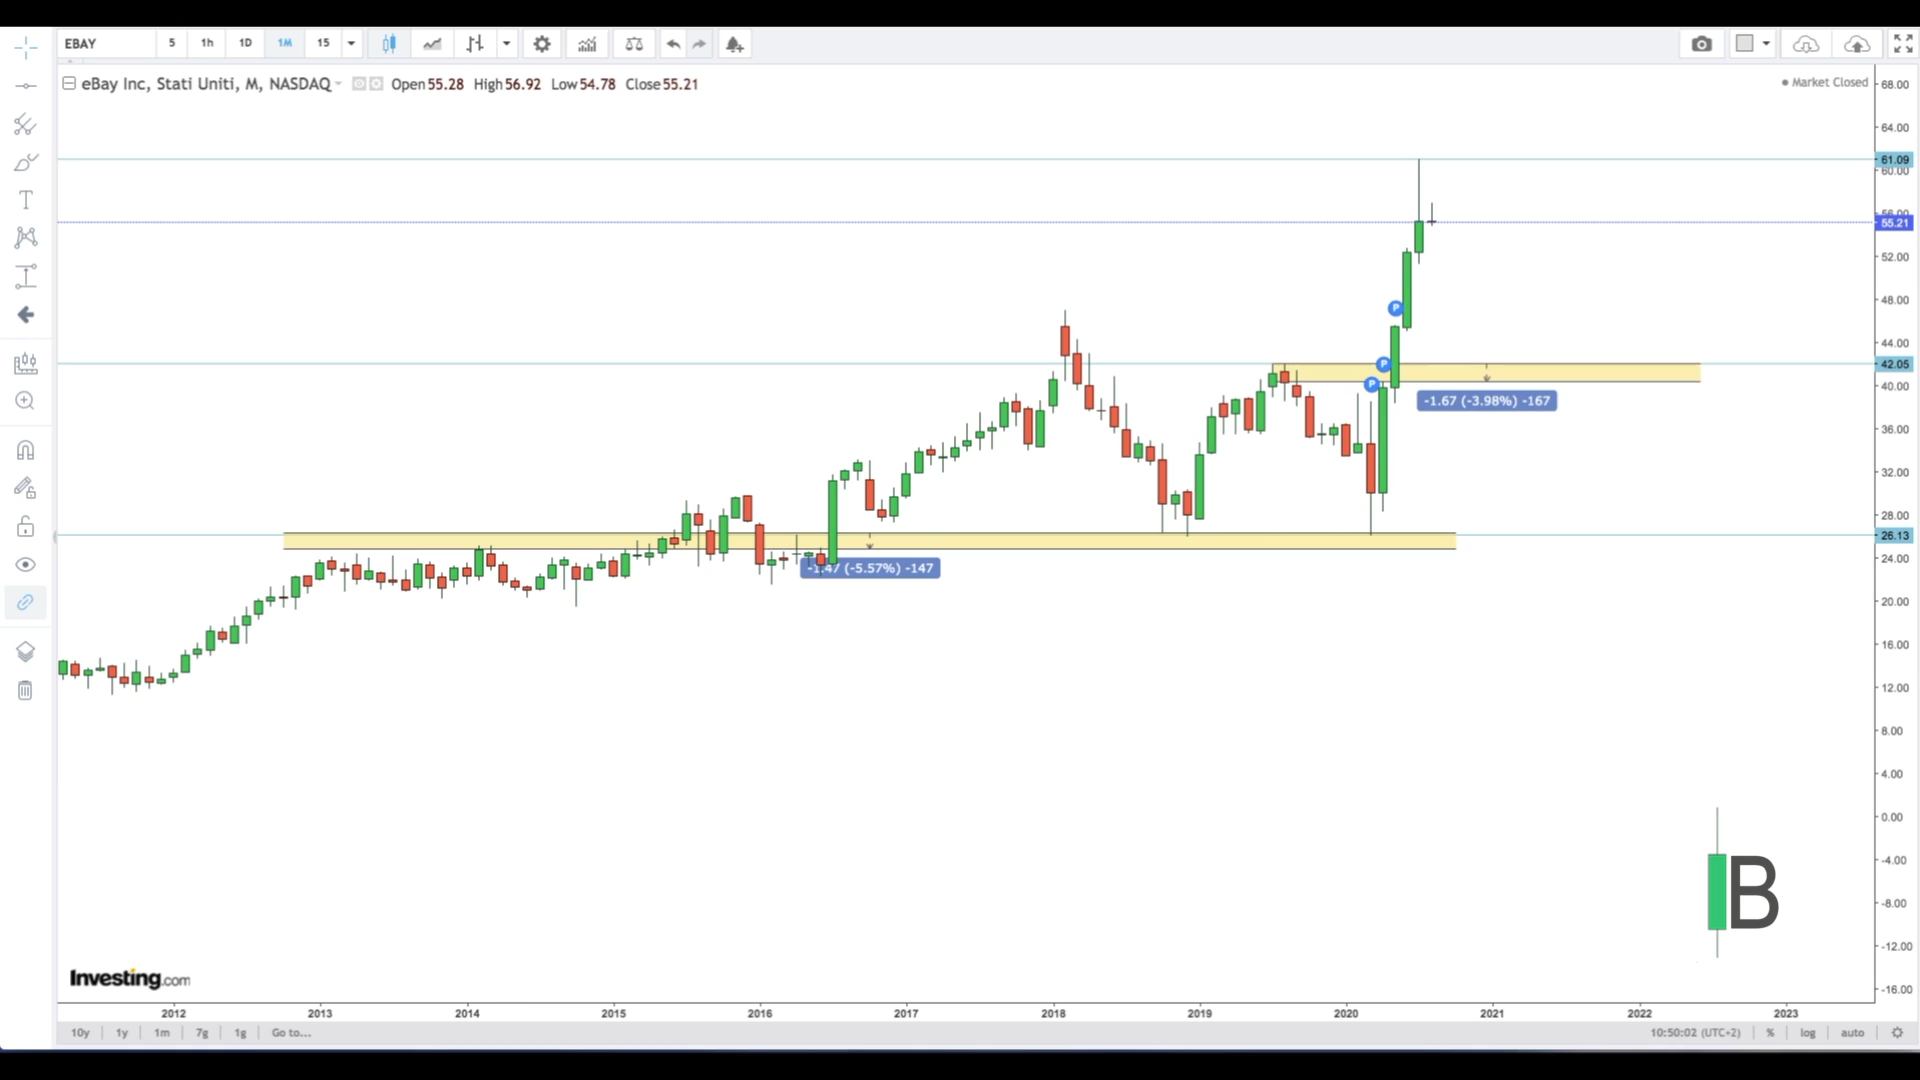 EBAY 5 1h 1D 1M 15
eBay Inc, Stati Uniti, M, NASDAQ Open 55.28 High 56.92 Low 54.78 Close 55.21
Market Closed
68.00
64.00
61.09
60.00
56.00
55.21
52.00
48.00
44.00
42.05
40.00
36.00
32.00
28.00
26.13
24.00
20.00
16.00
12.00
8.00
4.00
0.00
-4.00
-8.00
-12.00
-16.00
P
P
P
-1.67 (-3.98%) -167
-1.47 (-5.57%) -147
B
Investing.com
2012 2013 2014 2015 2016 2017 2018 2019 2020 2021 2022 2023
10y 1y 1m 7g 1g Go to... 10:50:02 (UTC+2) % log auto